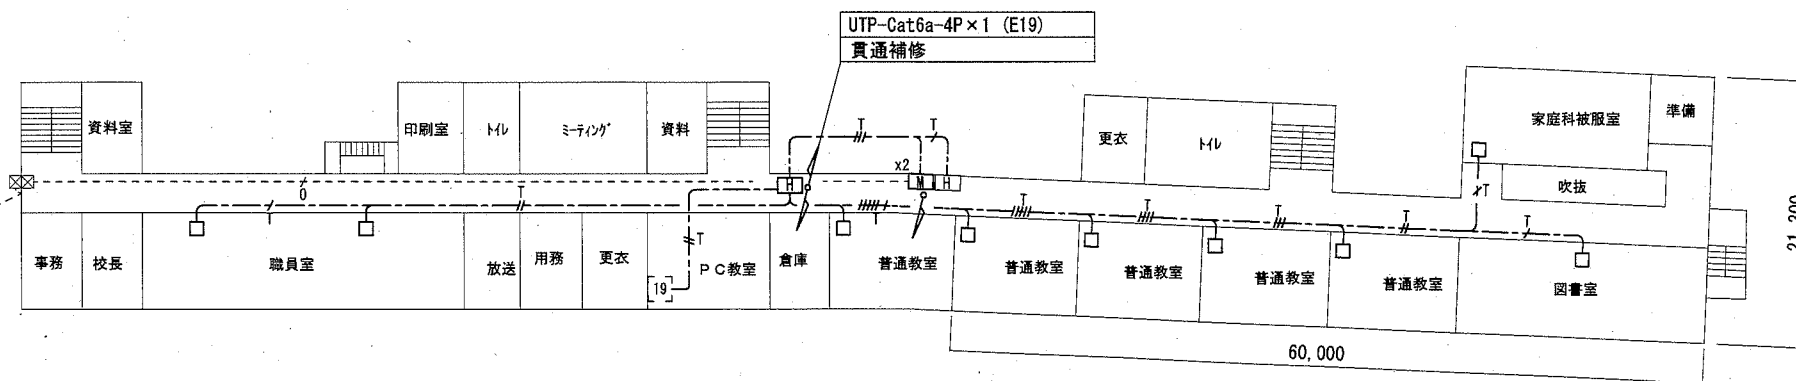 UTP-Cat6a-4P×1 (E19)
貫通補修
資料室
印刷室
トイレ
ミーティング
資料
更衣
トイレ
家庭科被服室
準備
吹抜
T
T
x2
H
M
H
O
T
T
T
T
T
T
T
T
T
T
事務
校長
職員室
放送
用務
更衣
19
PC教室
倉庫
普通教室
普通教室
普通教室
普通教室
普通教室
図書室
60,000
21,200